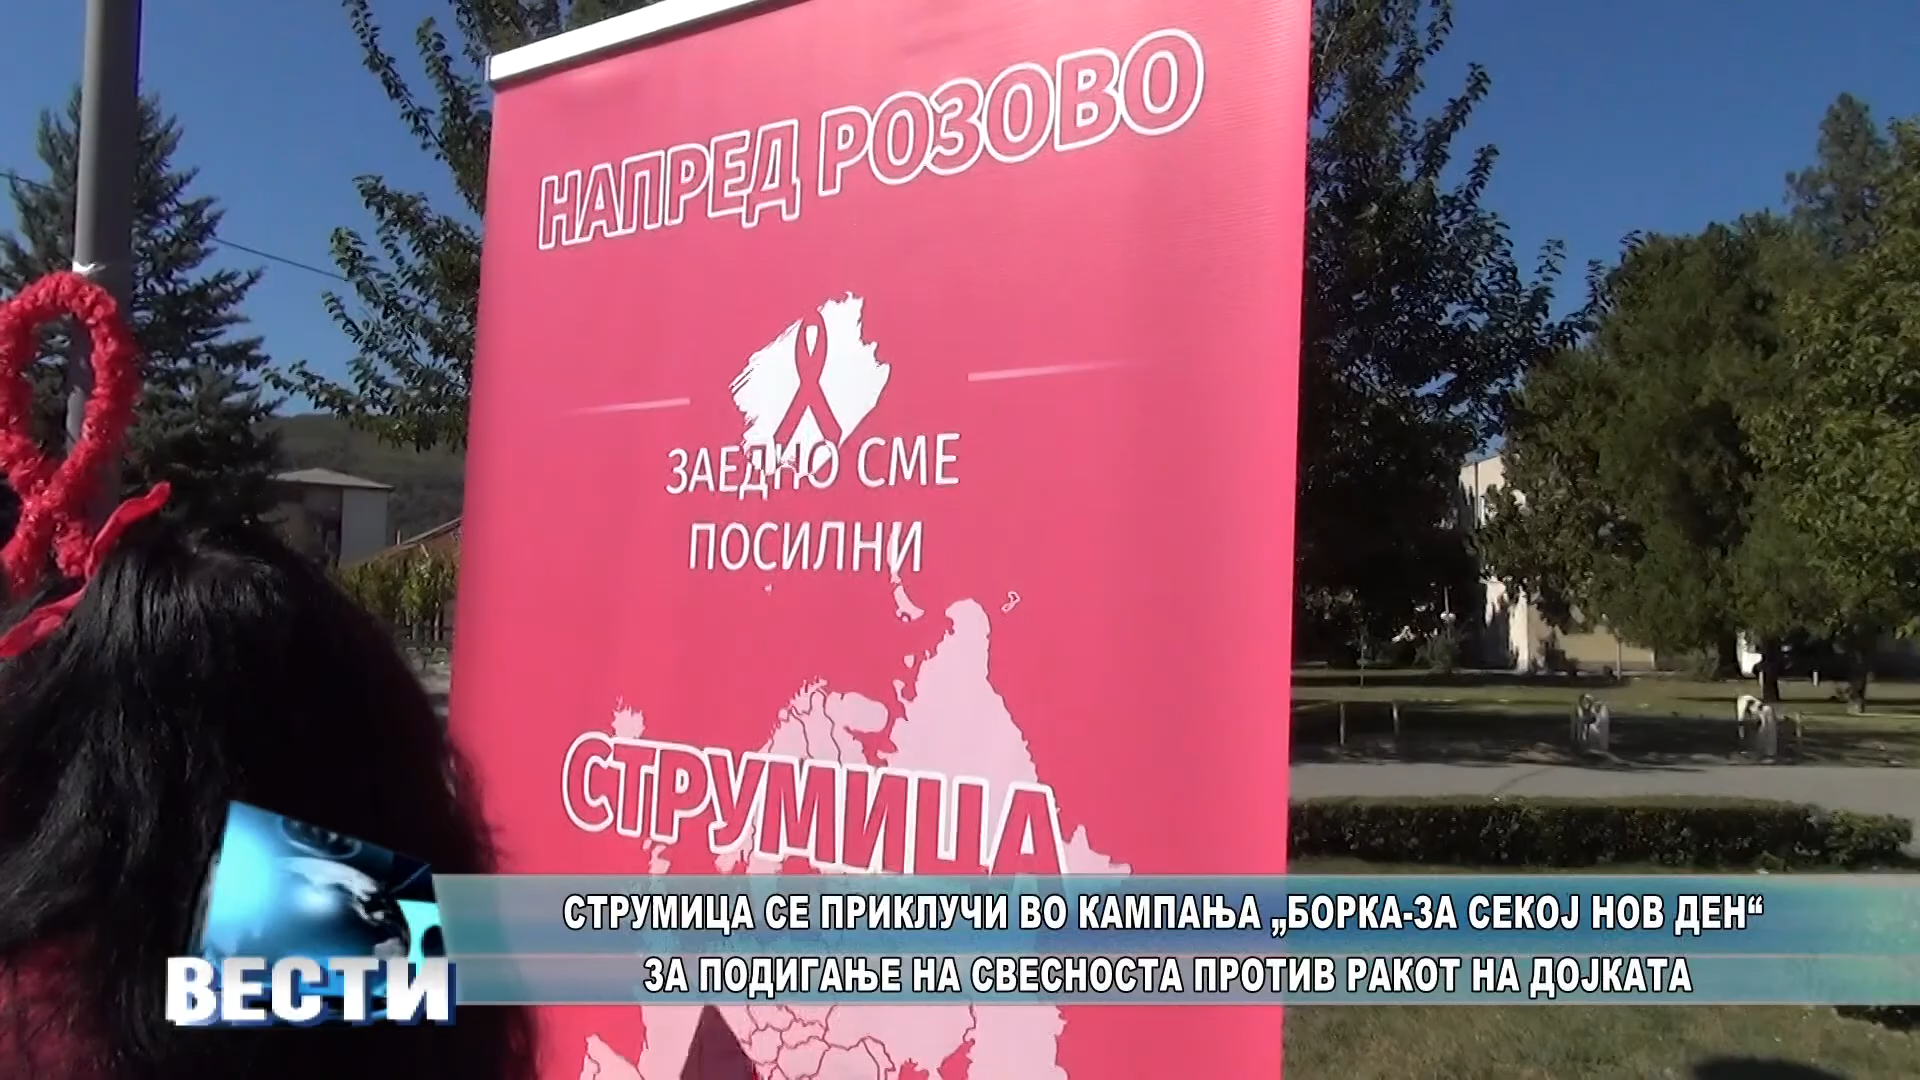 НАПРЕД РОЗОВО
ЗАЕДНО СМЕ
ПОСИЛНИ
СТРУМИЦА
СТРУМИЦА СЕ ПРИКЛУЧИ ВО КАМПАЊА „БОРКА-ЗА СЕКОЈ НОВ ДЕН“
ЗА ПОДИГАЊЕ НА СВЕСНОСТА ПРОТИВ РАКОТ НА ДОЈКАТА
ВЕСТИ